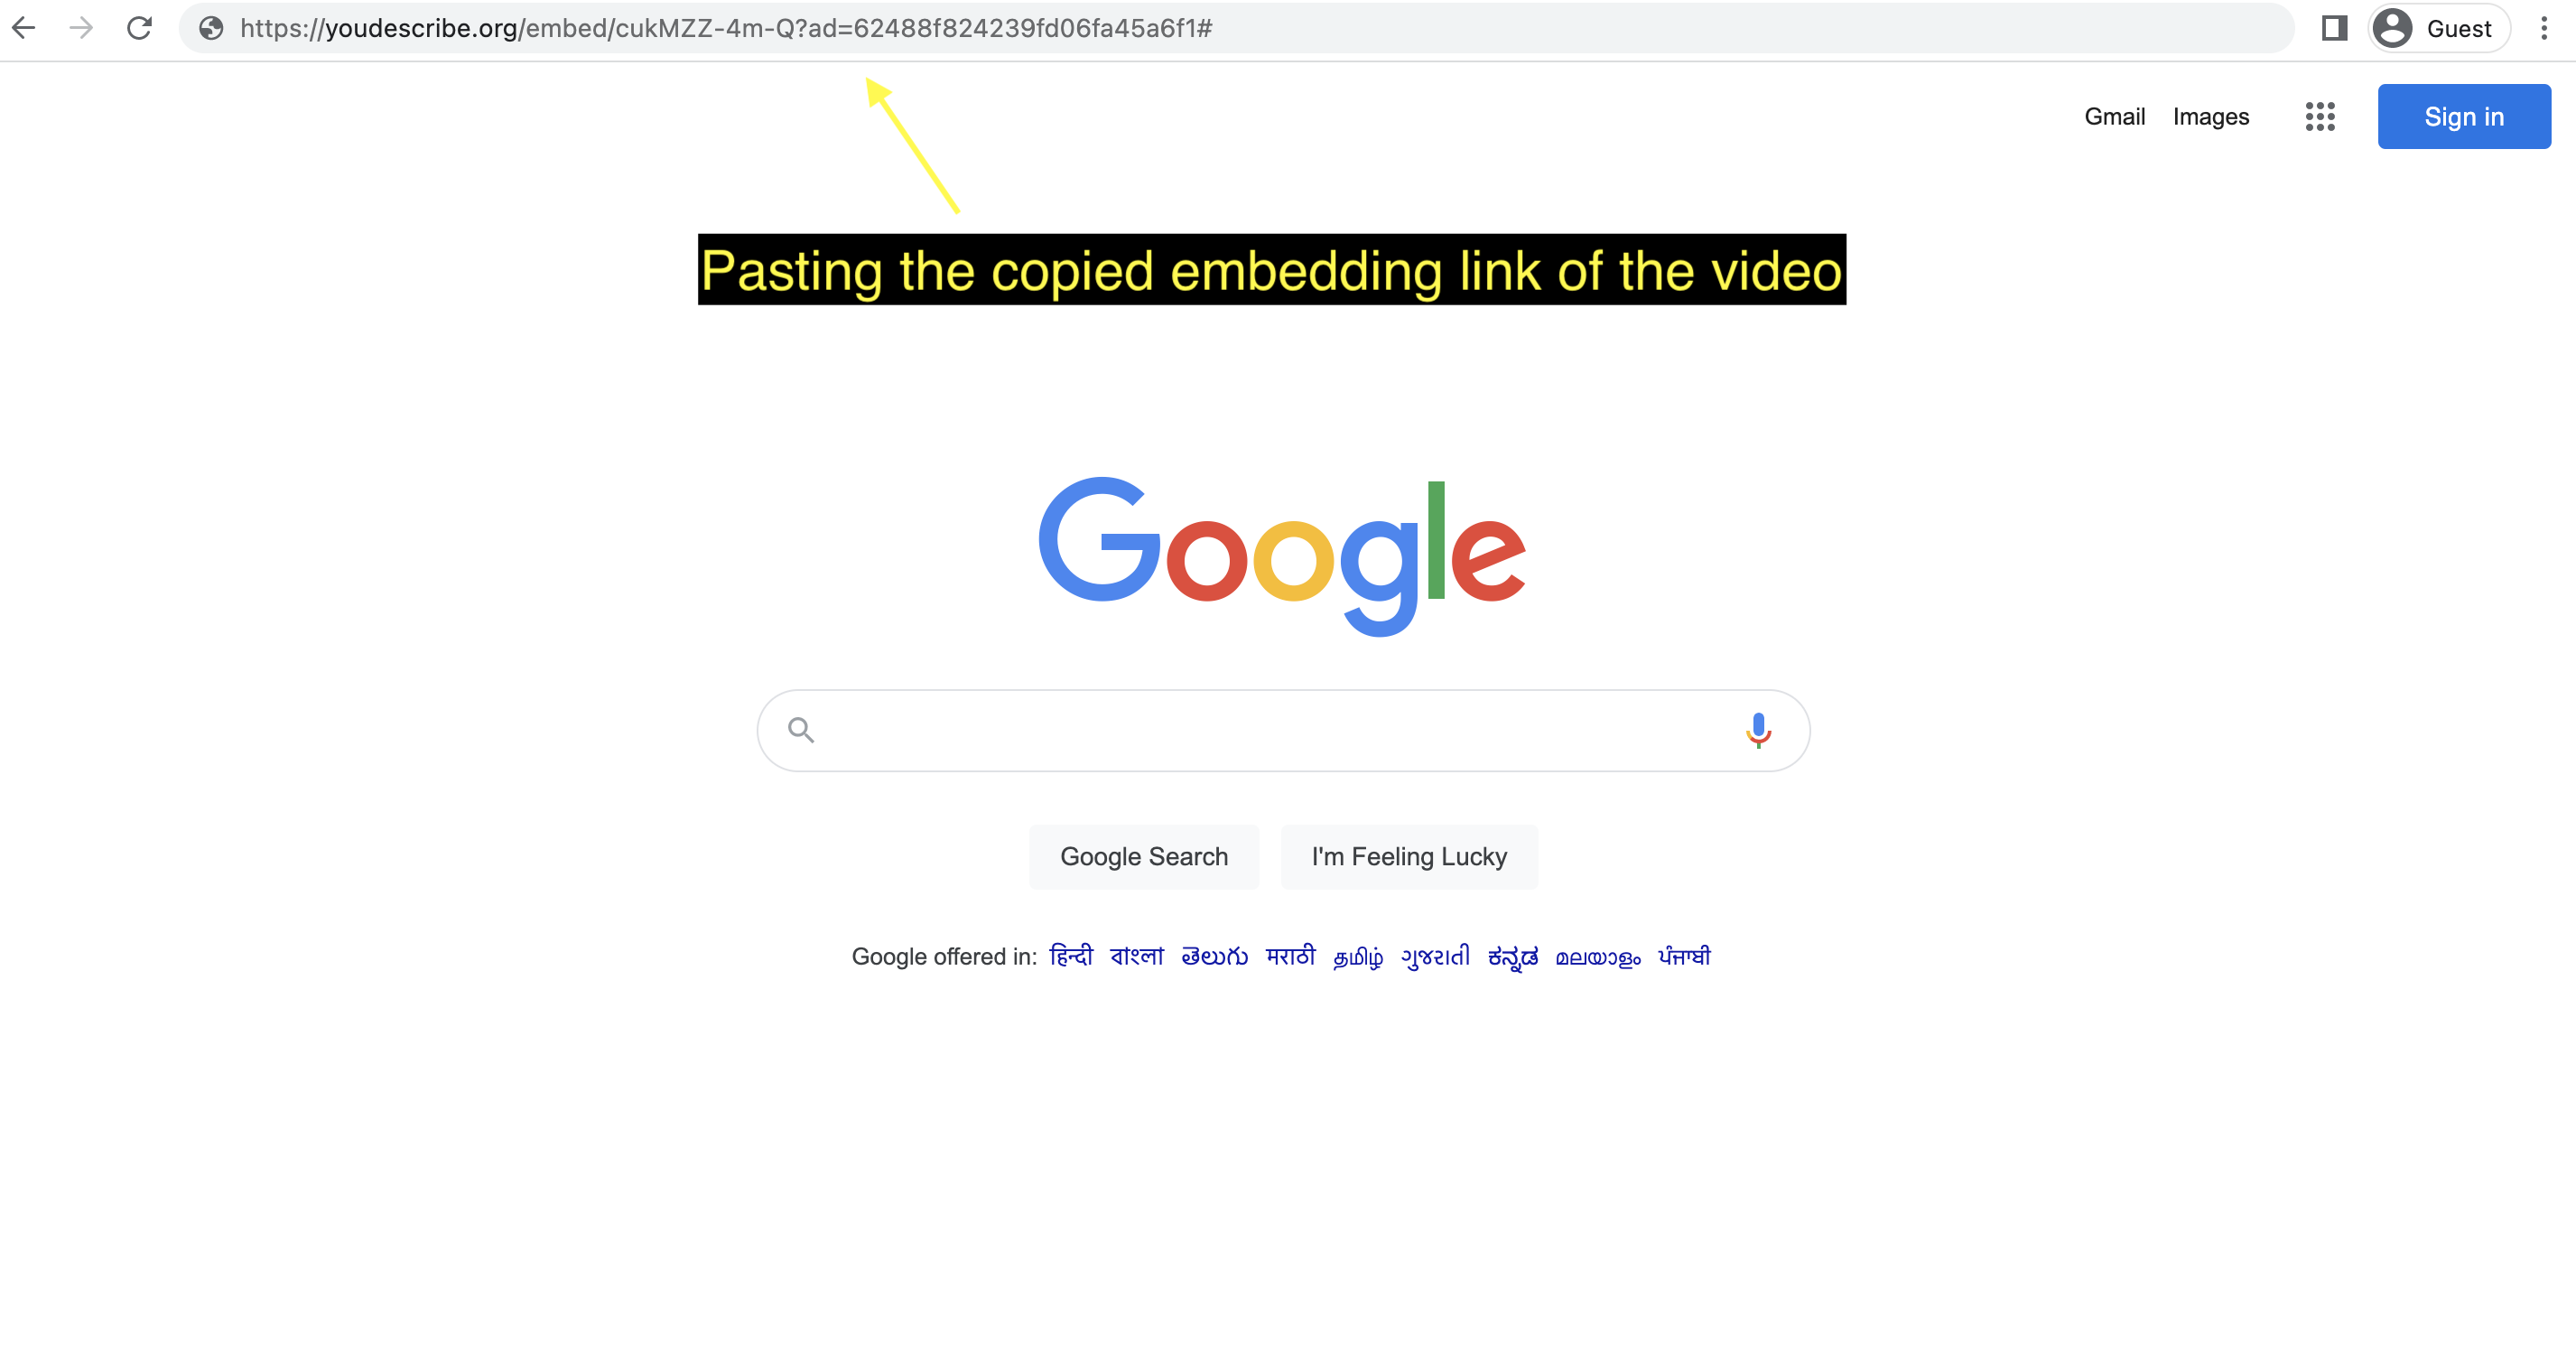 https://youdescribe.org/embed/cukMZZ-4m-Q?ad=62488f824239fd06fa45a6f1#
Guest
Gmail Images Sign in
Pasting the copied embedding link of the video
Google
Google Search I'm Feeling Lucky
Google offered in: हिन्दी বাংলা తెలుగు मराठी தமிழ் ગુજરાતી ಕನ್ನಡ മലയാളം ਪੰਜਾਬੀ